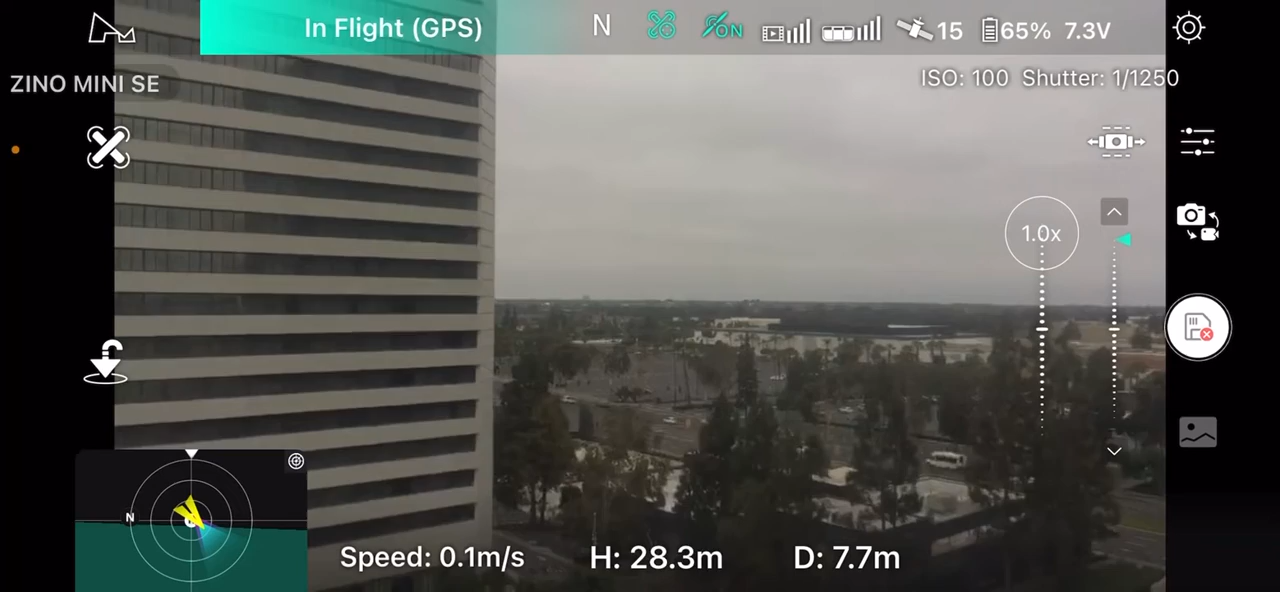 In Flight (GPS)
N
ON
15
65%
7.3V
ZINO MINI SE
ISO: 100 Shutter: 1/1250
1.0x
N
Speed: 0.1m/s
H: 28.3m
D: 7.7m